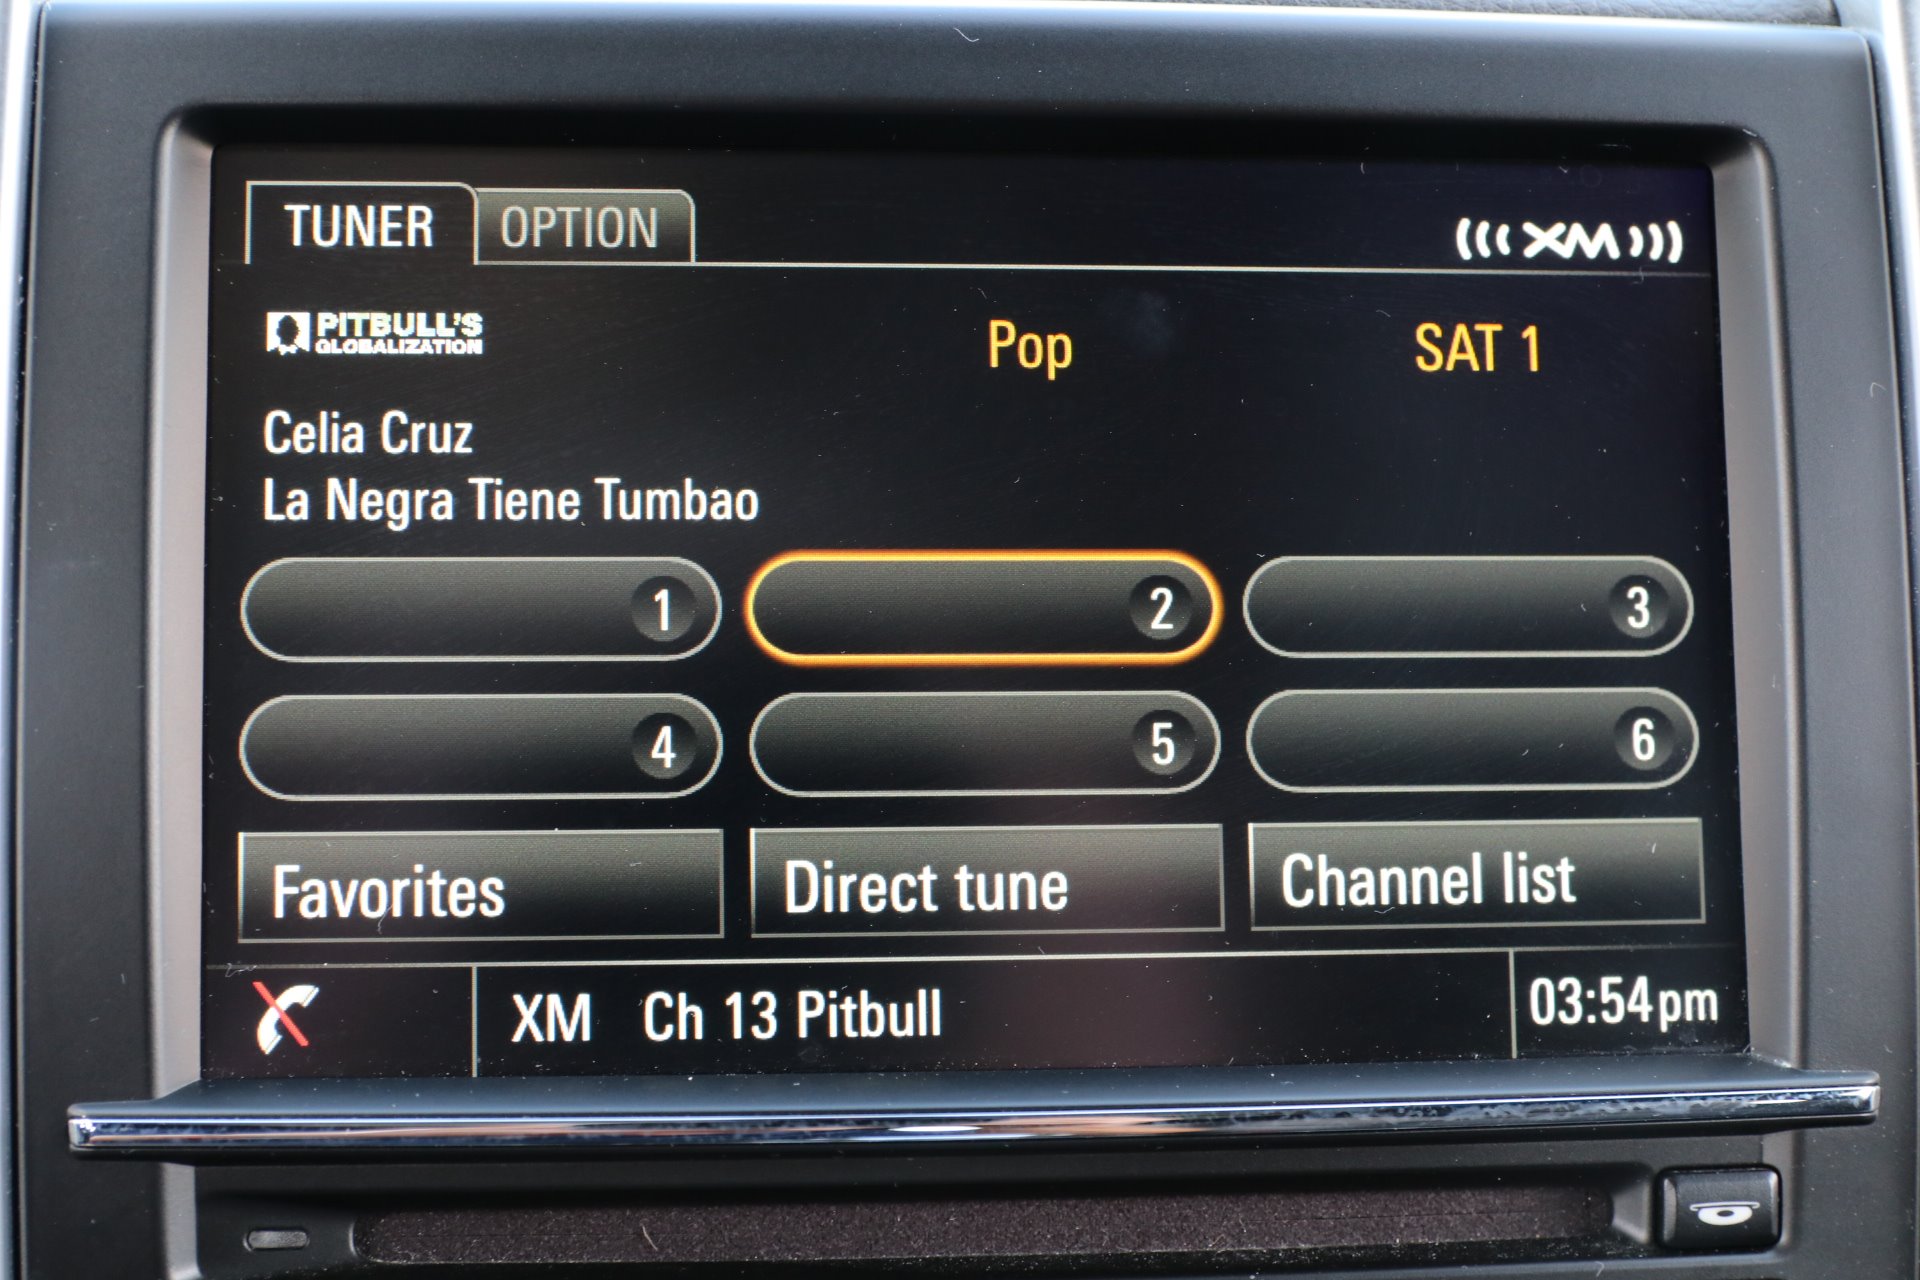 TUNER OPTION
(((XM)))
PITBULL'S
GLOBALIZATION
Pop
SAT 1
Celia Cruz
La Negra Tiene Tumbao
1 2 3
4 5 6
Favorites Direct tune Channel list
XM Ch 13 Pitbull 03:54pm